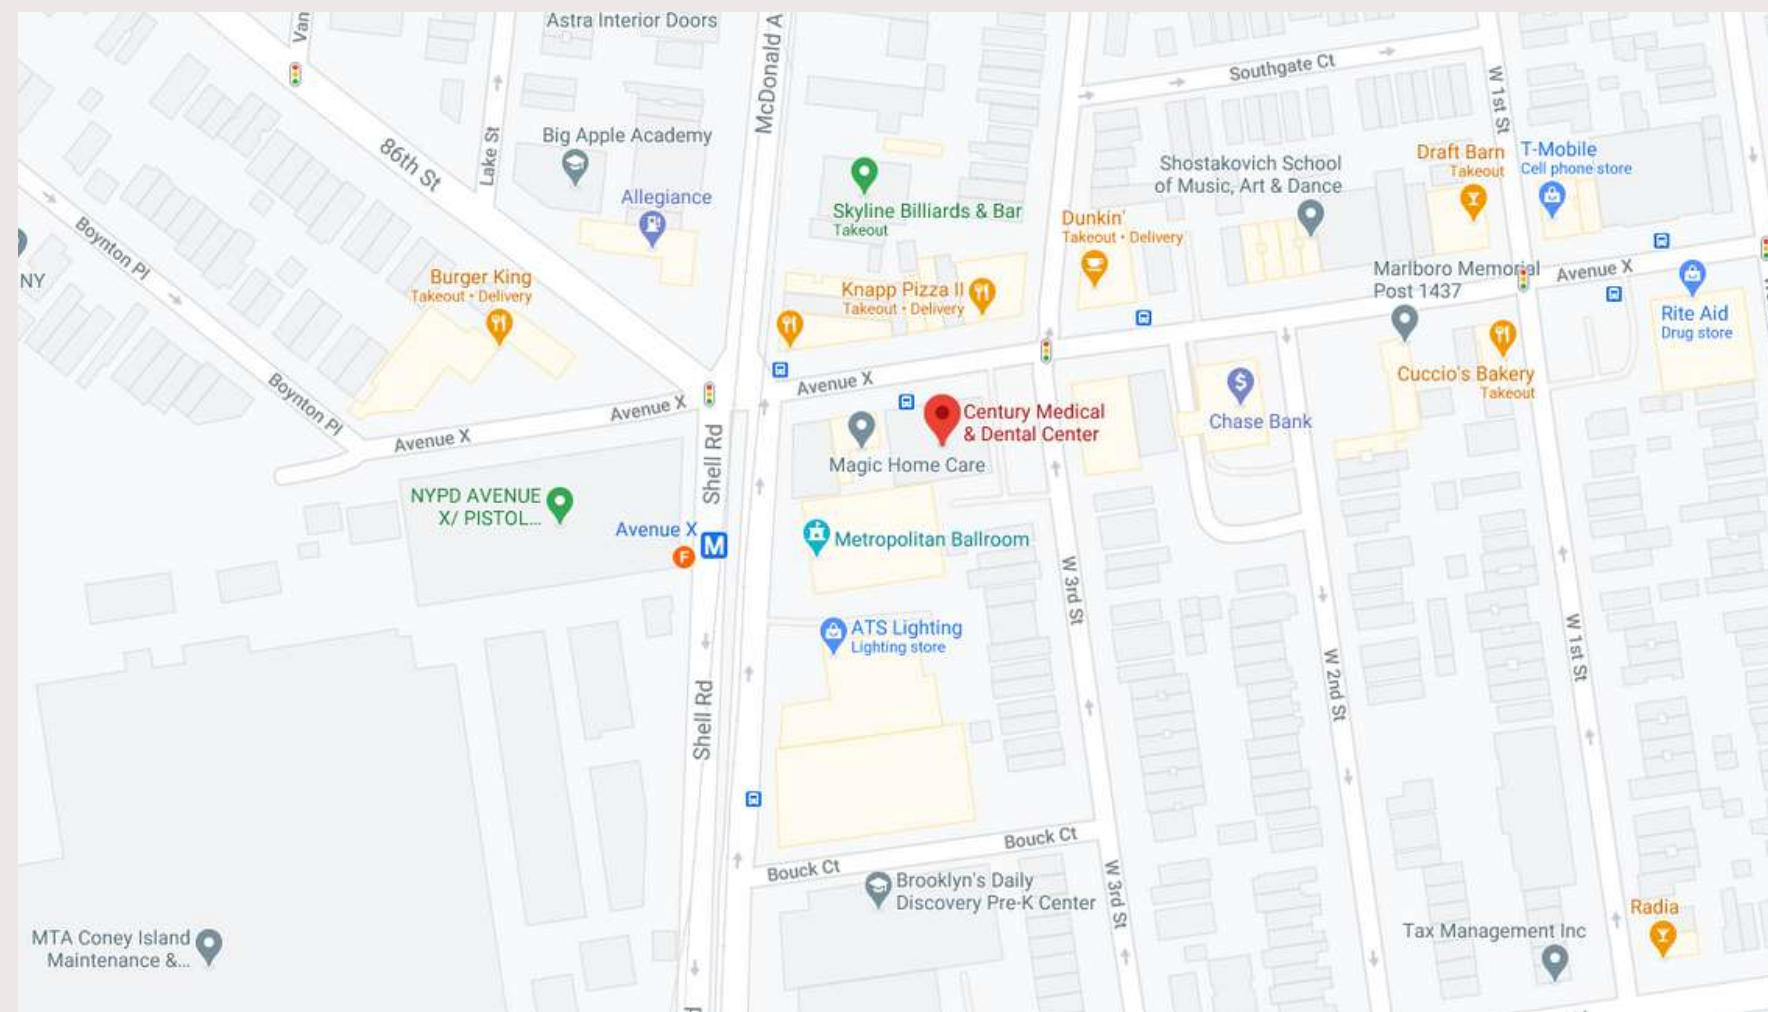 Astra Interior Doors
Van
McDonald A
Southgate Ct
W 1st St
86th St
Lake St
Big Apple Academy
Allegiance
Skyline Billiards & Bar
Takeout
Shostakovich School
of Music, Art & Dance
Draft Barn
Takeout
T-Mobile
Cell phone store
Dunkin'
Takeout • Delivery
Boynton Pl
NY
Burger King
Takeout • Delivery
Knapp Pizza II
Takeout • Delivery
Marlboro Memorial
Post 1437
Avenue X
Rite Aid
Drug store
Cuccio's Bakery
Takeout
Boynton Pl
Avenue X
Avenue X
Avenue X
Century Medical
& Dental Center
Chase Bank
$
Magic Home Care
Shell Rd
NYPD AVENUE
X/ PISTOL...
Avenue X
M
F
Metropolitan Ballroom
W 3rd St
ATS Lighting
Lighting store
W 1st St
W 2nd St
Shell Rd
Bouck Ct
Bouck Ct
Brooklyn's Daily
Discovery Pre-K Center
W 3rd St
Radia
Tax Management Inc
MTA Coney Island
Maintenance &...